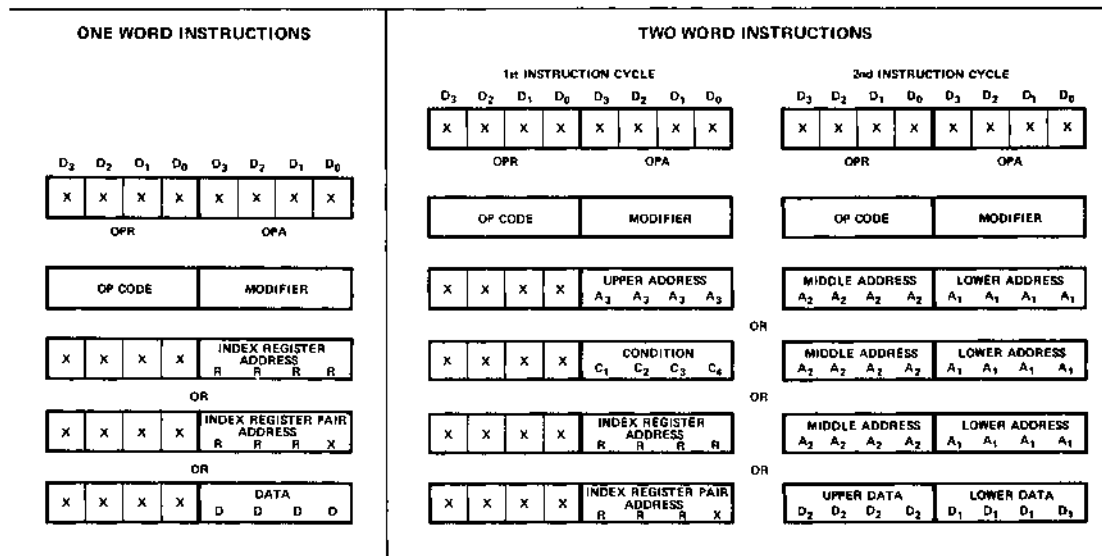 ONE WORD INSTRUCTIONS
D3 D2 D1 D0 D3 D2 D1 D0
X X X X X X X X
OPR OPA
OP CODE MODIFIER
X X X X INDEX REGISTER
ADDRESS
R R R R
OR
X X X X INDEX REGISTER PAIR
ADDRESS
R R R X
OR
X X X X DATA
D D D D
TWO WORD INSTRUCTIONS
1st INSTRUCTION CYCLE 2nd INSTRUCTION CYCLE
D3 D2 D1 D0 D3 D2 D1 D0 D3 D2 D1 D0 D3 D2 D1 D0
X X X X X X X X X X X X X X X X
OPR OPA OPR OPA
OP CODE MODIFIER OP CODE MODIFIER
X X X X UPPER ADDRESS MIDDLE ADDRESS LOWER ADDRESS
A3 A3 A3 A3 A2 A2 A2 A2 A1 A1 A1 A1
OR
X X X X CONDITION MIDDLE ADDRESS LOWER ADDRESS
C1 C2 C3 C4 A2 A2 A2 A2 A1 A1 A1 A1
OR
X X X X INDEX REGISTER
ADDRESS MIDDLE ADDRESS LOWER ADDRESS
R R R R A2 A2 A2 A2 A1 A1 A1 A1
OR
X X X X INDEX REGISTER PAIR
ADDRESS UPPER DATA LOWER DATA
R R R X D2 D2 D2 D2 D1 D1 D1 D1